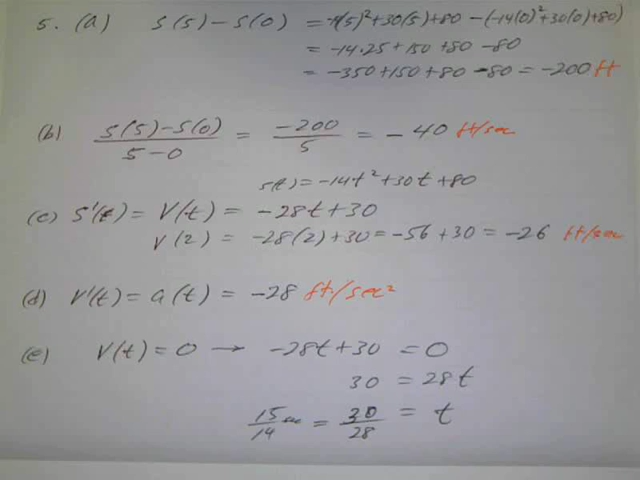 5. (a) s(5)-s(0) = -14(5)²+30(5)+80 -(-14(0)²+30(0)+80)
= -14·25+150+80-80
= -350+150+80-80 = -200 ft
(b) s(5)-s(0)/5-0 = -200/5 = -40 ft/sec
s(t)=-14t²+30t+80
(c) s'(t)= V(t) = -28t+30
V(2) = -28(2)+30=-56+30 = -26 ft/sec
(d) V'(t)= a(t) = -28 ft/sec²
(e) V(t)=0 → -28t+30 = 0
30 = 28t
15/14 sec = 30/28 = t